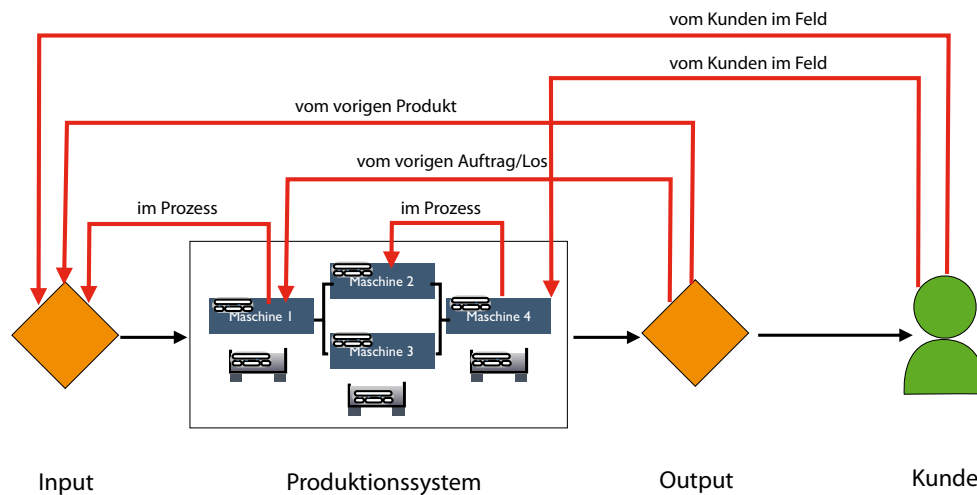 vom Kunden im Feld
vom Kunden im Feld
vom vorigen Produkt
vom vorigen Auftrag/Los
im Prozess
im Prozess
Maschine 2
Maschine 1
Maschine 4
Maschine 3
Input
Produktionssystem
Output
Kunde